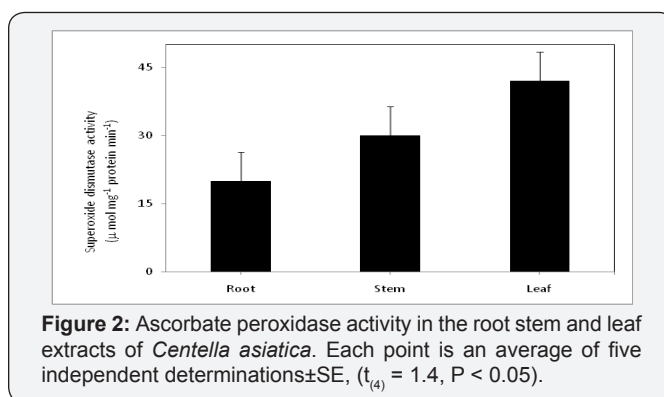 Superoxide dismutase activity
(μ mol mg⁻¹ protein min⁻¹)
45
30
15
0
Root Stem Leaf
Figure 2: Ascorbate peroxidase activity in the root stem and leaf
extracts of Centella asiatica. Each point is an average of five
independent determinations±SE, (t₍₄₎ = 1.4, P < 0.05).